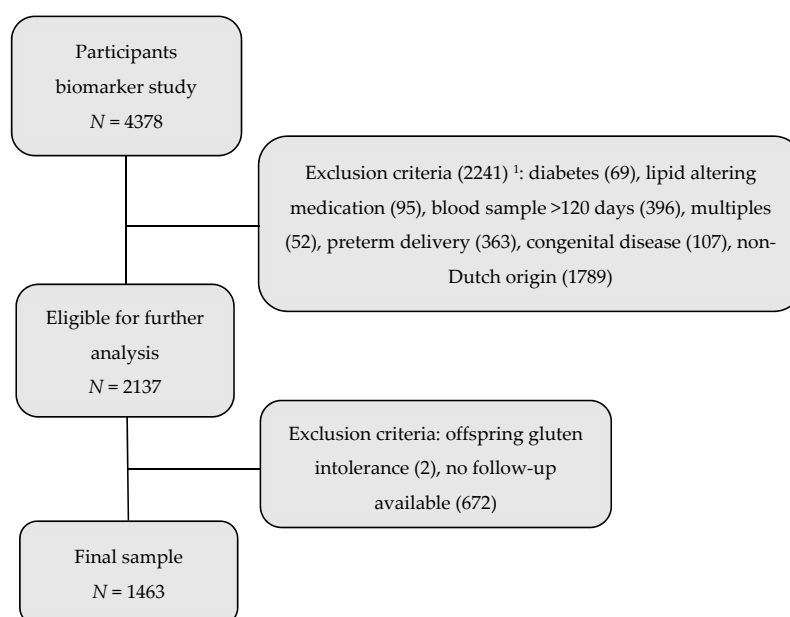 Participants
biomarker study
N = 4378
Exclusion criteria (2241) ¹: diabetes (69), lipid altering
medication (95), blood sample >120 days (396), multiples
(52), preterm delivery (363), congenital disease (107), non-
Dutch origin (1789)
Eligible for further
analysis
N = 2137
Exclusion criteria: offspring gluten
intolerance (2), no follow-up
available (672)
Final sample
N = 1463